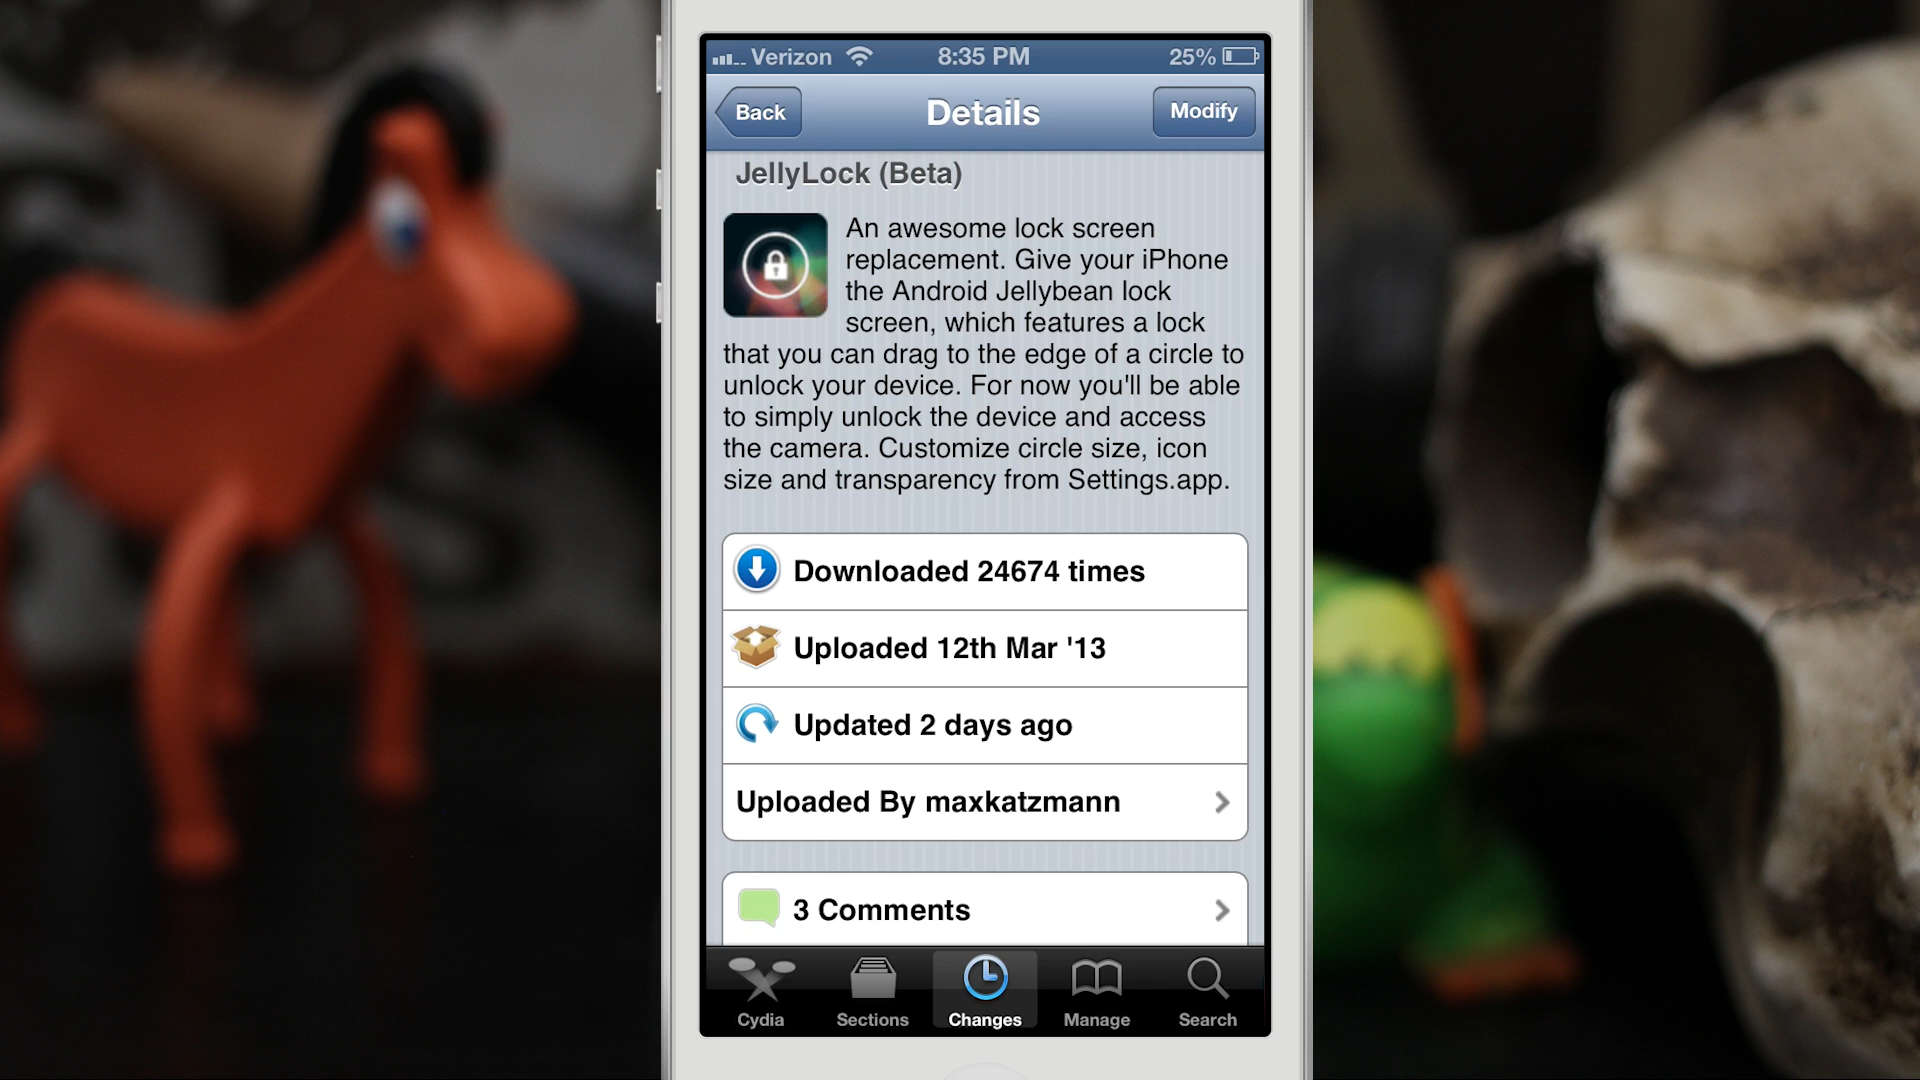 Verizon 8:35 PM 25%
Back Details Modify
JellyLock (Beta)
An awesome lock screen
replacement. Give your iPhone
the Android Jellybean lock
screen, which features a lock
that you can drag to the edge of a circle to
unlock your device. For now you'll be able
to simply unlock the device and access
the camera. Customize circle size, icon
size and transparency from Settings.app.
Downloaded 24674 times
Uploaded 12th Mar '13
Updated 2 days ago
Uploaded By maxkatzmann
3 Comments
Cydia Sections Changes Manage Search